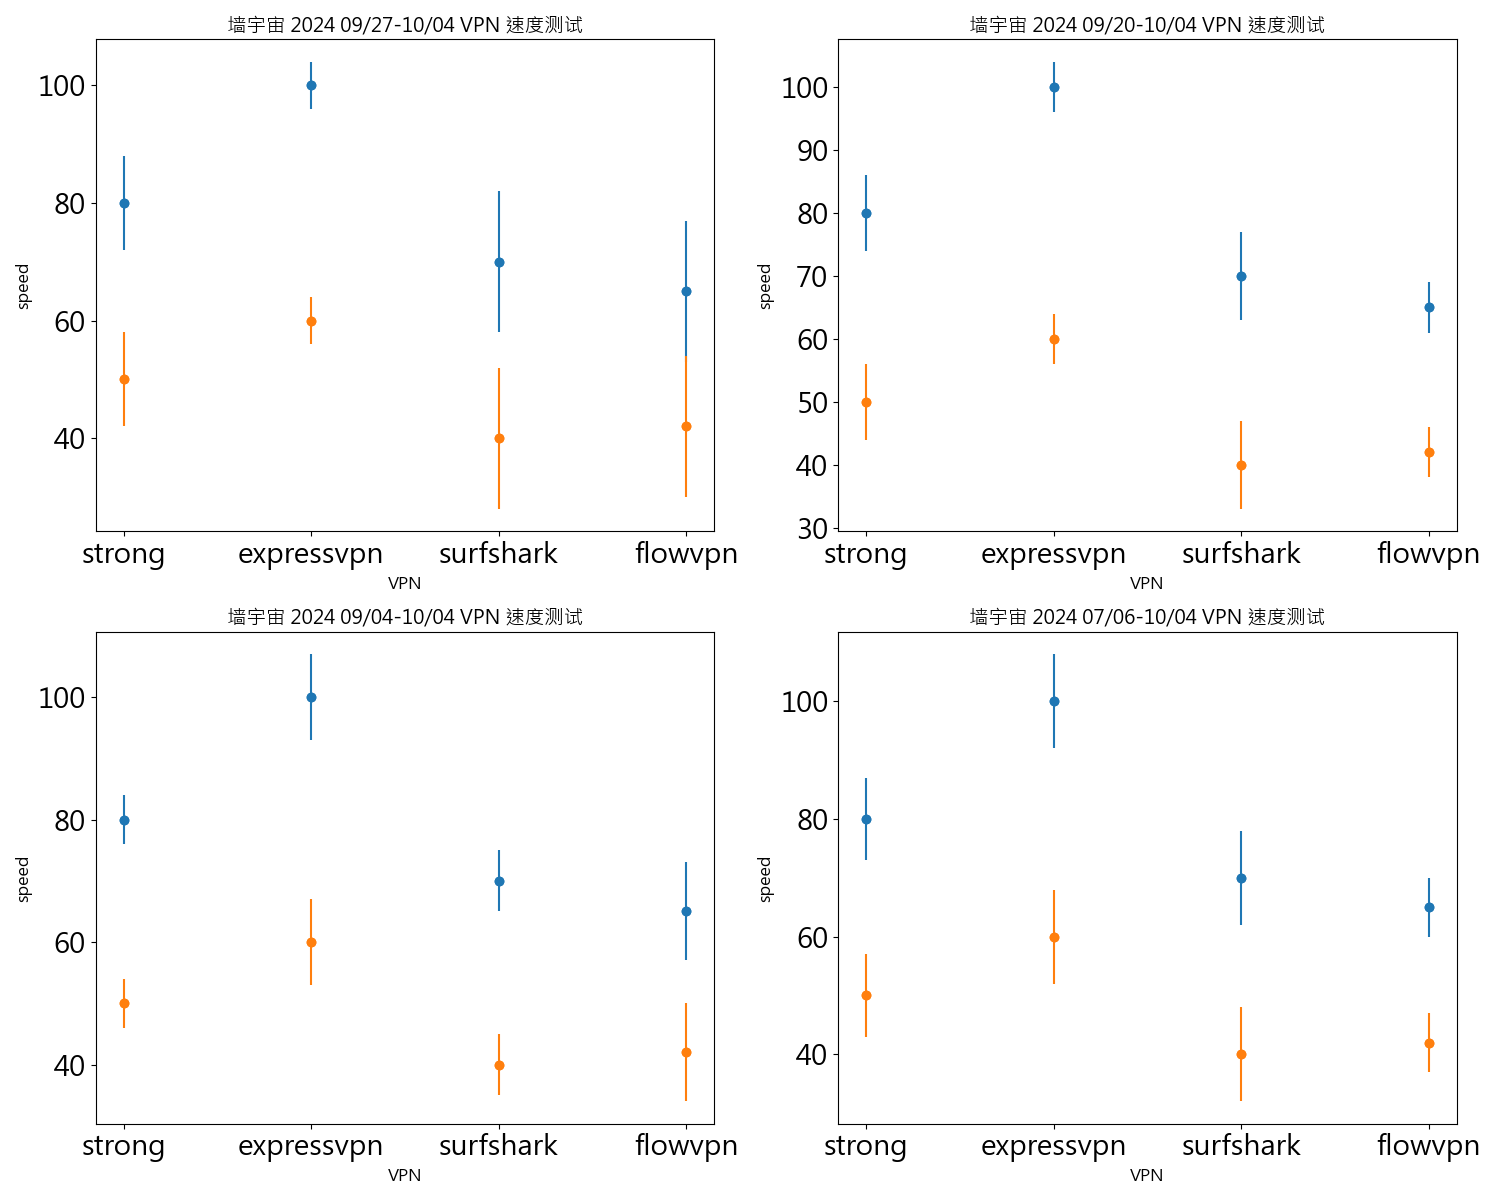 墙宇宙 2024 09/27-10/04 VPN 速度测试
100
80
60
40
speed
strong expressvpn surfshark flowvpn
VPN
墙宇宙 2024 09/20-10/04 VPN 速度测试
100
90
80
70
60
50
40
30
speed
strong expressvpn surfshark flowvpn
VPN
墙宇宙 2024 09/04-10/04 VPN 速度测试
100
80
60
40
speed
strong expressvpn surfshark flowvpn
VPN
墙宇宙 2024 07/06-10/04 VPN 速度测试
100
80
60
40
speed
strong expressvpn surfshark flowvpn
VPN